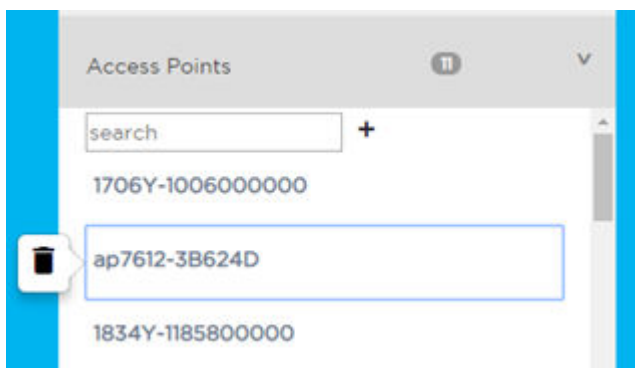 Access Points 11 v
search +
1706Y-1006000000
ap7612-3B624D
1834Y-1185800000